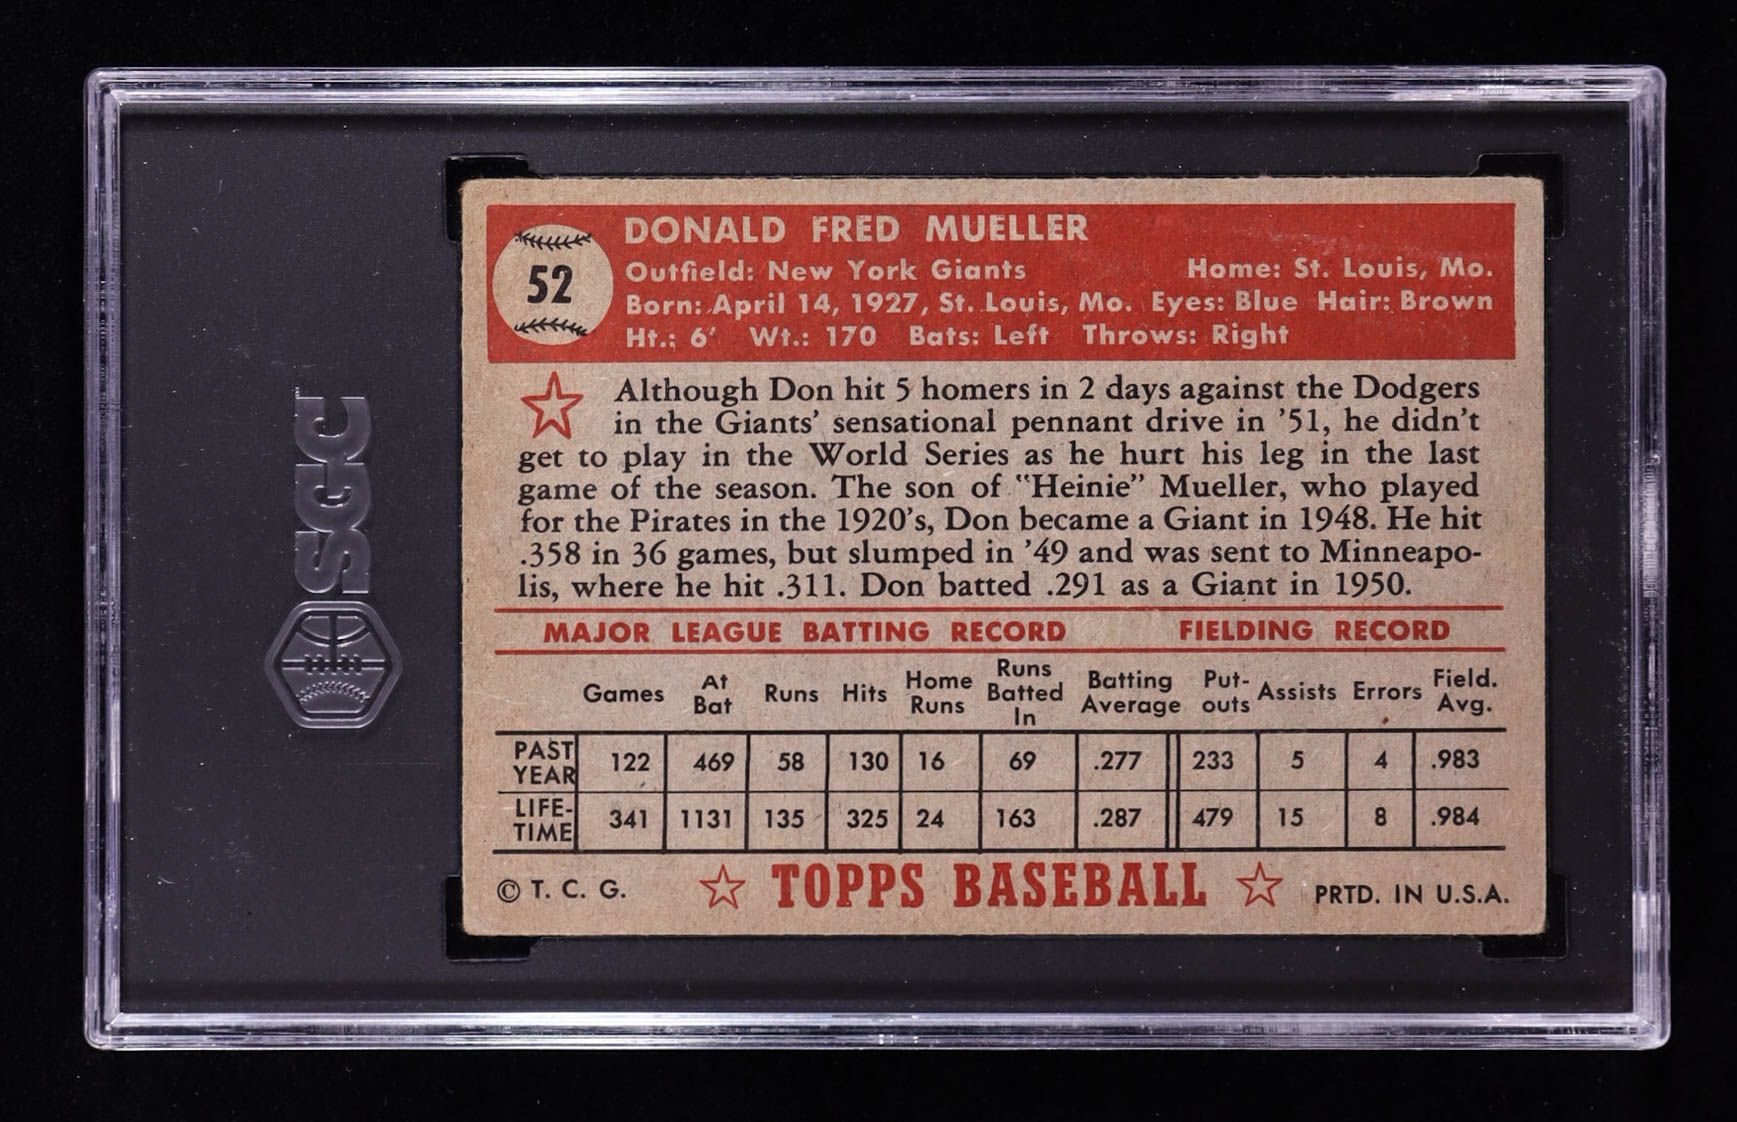 SGC
52
DONALD FRED MUELLER
Outfield: New York Giants Home: St. Louis, Mo.
Born: April 14, 1927, St. Louis, Mo. Eyes: Blue Hair: Brown
Ht.: 6' Wt.: 170 Bats: Left Throws: Right
Although Don hit 5 homers in 2 days against the Dodgers
in the Giants' sensational pennant drive in '51, he didn't
get to play in the World Series as he hurt his leg in the last
game of the season. The son of "Heinie" Mueller, who played
for the Pirates in the 1920's, Don became a Giant in 1948. He hit
.358 in 36 games, but slumped in '49 and was sent to Minneapo-
lis, where he hit .311. Don batted .291 as a Giant in 1950.
MAJOR LEAGUE BATTING RECORD FIELDING RECORD
Games At Bat Runs Hits Home Runs Runs Batted In Batting Average Put-outs Assists Errors Field. Avg.
PAST YEAR 122 469 58 130 16 69 .277 233 5 4 .983
LIFE-TIME 341 1131 135 325 24 163 .287 479 15 8 .984
© T. C. G. TOPPS BASEBALL PRTD. IN U.S.A.